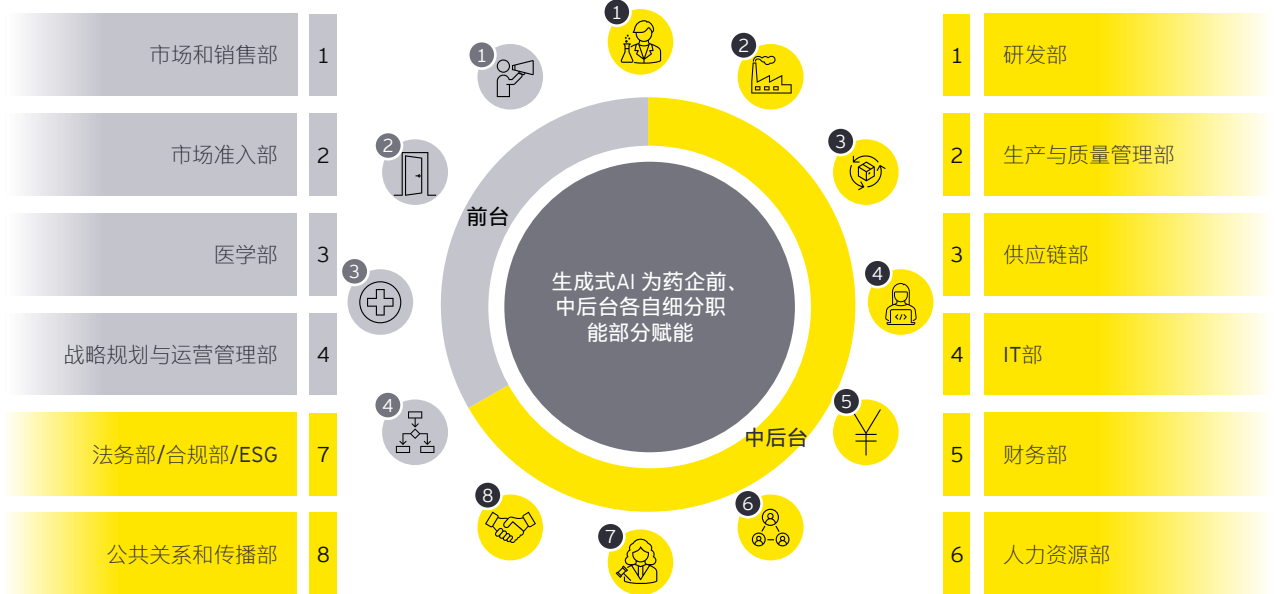 市场和销售部 1
市场准入部 2
医学部 3
战略规划与运营管理部 4
法务部/合规部/ESG 7
公共关系和传播部 8
1
2
3
4
前台
生成式AI 为药企前、
中后台各自细分职
能部分赋能
中后台
1
2
3
4
5
6
7
8
1 研发部
2 生产与质量管理部
3 供应链部
4 IT部
5 财务部
6 人力资源部